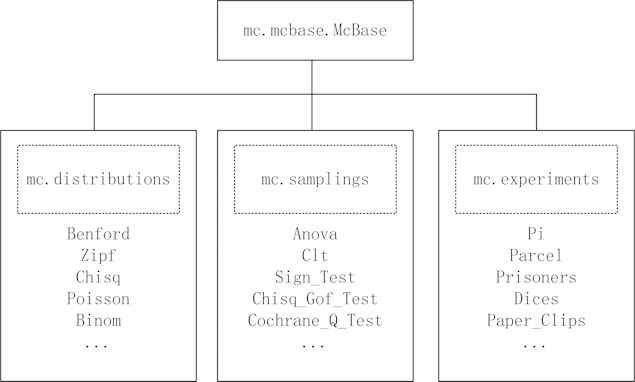 mc.mcbase.McBase
mc.distributions
Benford
Zipf
Chisq
Poisson
Binom
...
mc.samplings
Anova
Clt
Sign_Test
Chisq_Gof_Test
Cochrane_Q_Test
...
mc.experiments
Pi
Parcel
Prisoners
Dices
Paper_Clips
...